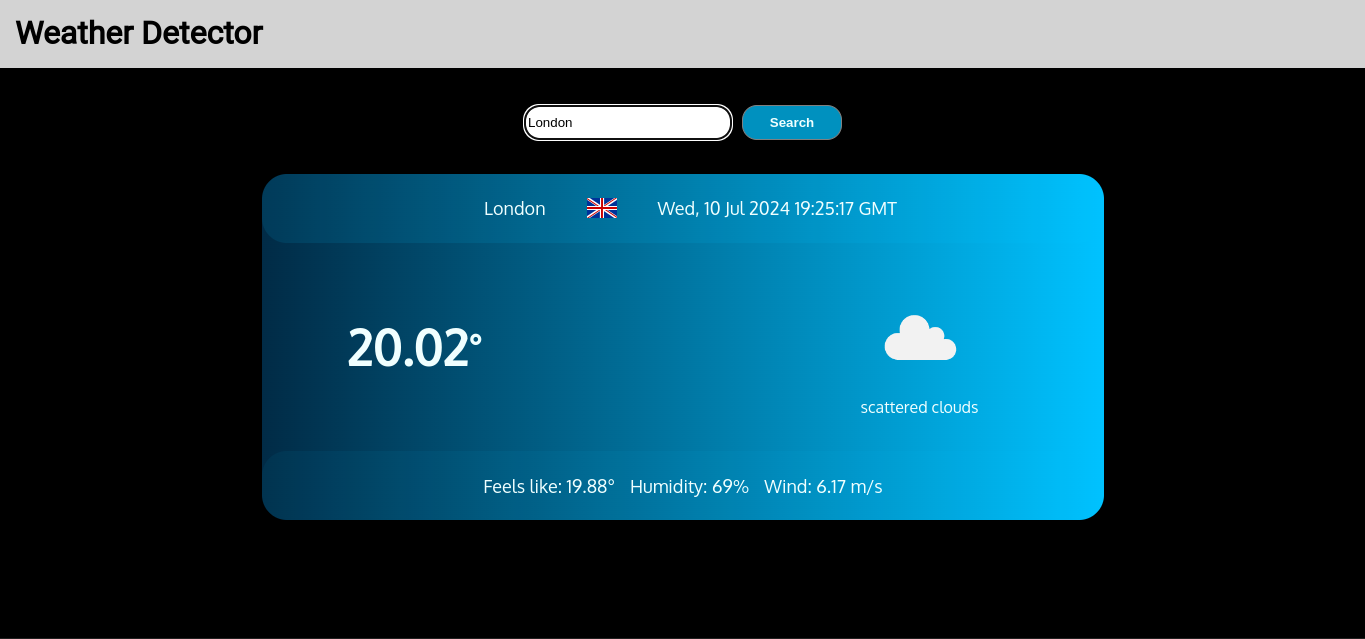 Weather Detector
London Search
London Wed, 10 Jul 2024 19:25:17 GMT
20.02°
scattered clouds
Feels like: 19.88° Humidity: 69% Wind: 6.17 m/s